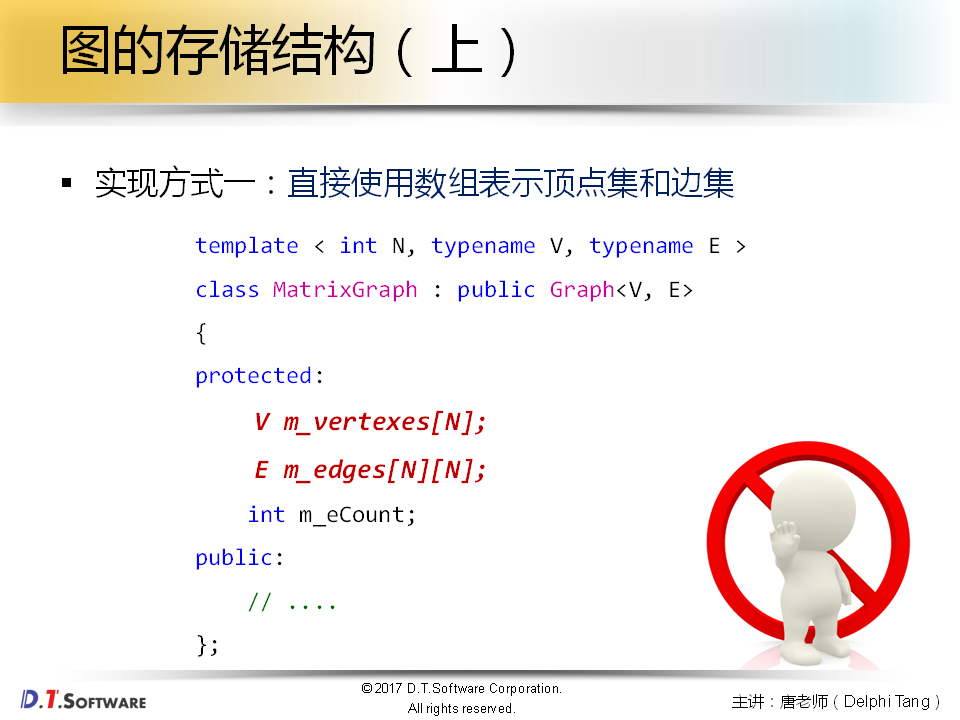 图的存储结构（上）
▪ 实现方式一：直接使用数组表示顶点集和边集
template < int N, typename V, typename E >
class MatrixGraph : public Graph<V, E>
{
protected:
V m_vertexes[N];
E m_edges[N][N];
int m_eCount;
public:
// ....
};
D.T.SOFTWARE
©2017 D.T.Software Corporation.
All rights reserved.
主讲：唐老师（Delphi Tang）